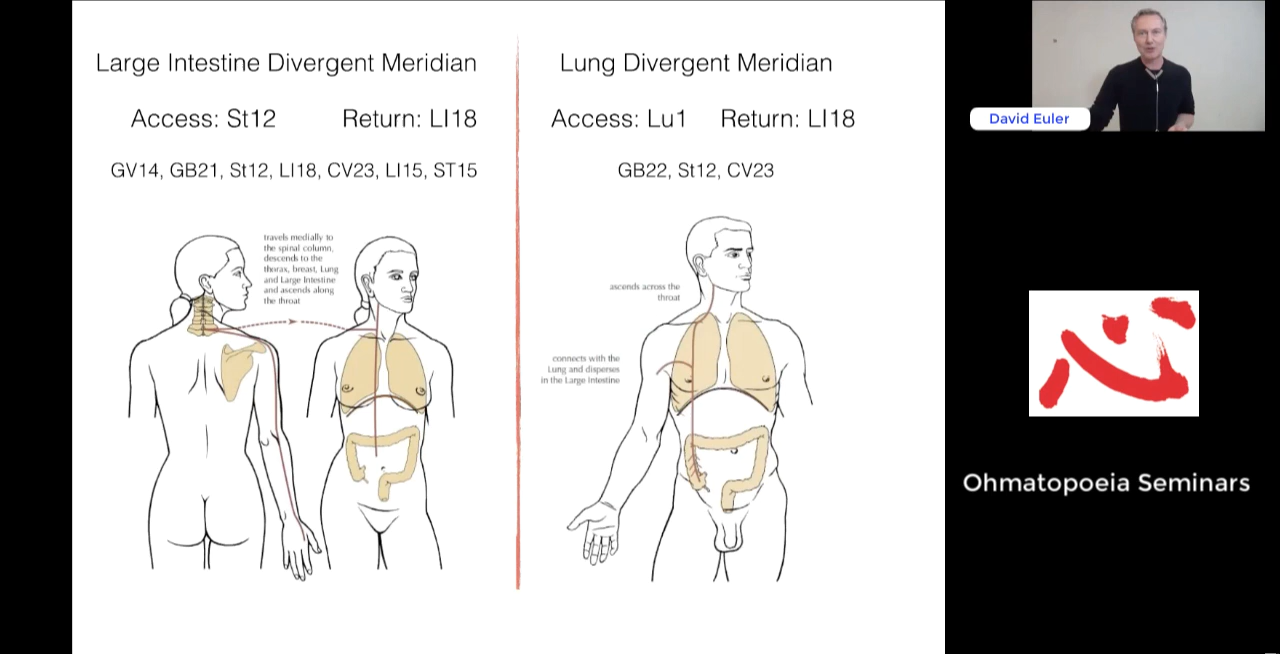 Large Intestine Divergent Meridian
Access: St12 Return: LI18
GV14, GB21, St12, LI18, CV23, LI15, ST15
travels medially to
the spinal column,
descends to the
thorax, breast, Lung
and Large Intestine
and ascends along
the throat
Lung Divergent Meridian
Access: Lu1 Return: LI18
GB22, St12, CV23
ascends across the
throat
connects with the
Lung and disperses
in the Large Intestine
David Euler
心
Ohmatopoeia Seminars